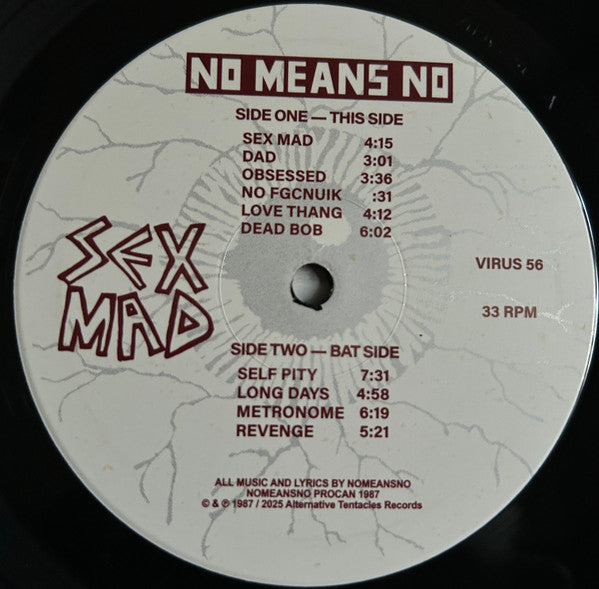 NO MEANS NO
SIDE ONE — THIS SIDE
SEX MAD 4:15
DAD 3:01
OBSESSED 3:36
NO FGCNUIK :31
LOVE THANG 4:12
DEAD BOB 6:02
SEX
MAD
VIRUS 56
33 RPM
SIDE TWO — BAT SIDE
SELF PITY 7:31
LONG DAYS 4:58
METRONOME 6:19
REVENGE 5:21
ALL MUSIC AND LYRICS BY NOMEANSNO
NOMEANSNO PROCAN 1987
© & ℗ 1987 / 2025 Alternative Tentacles Records